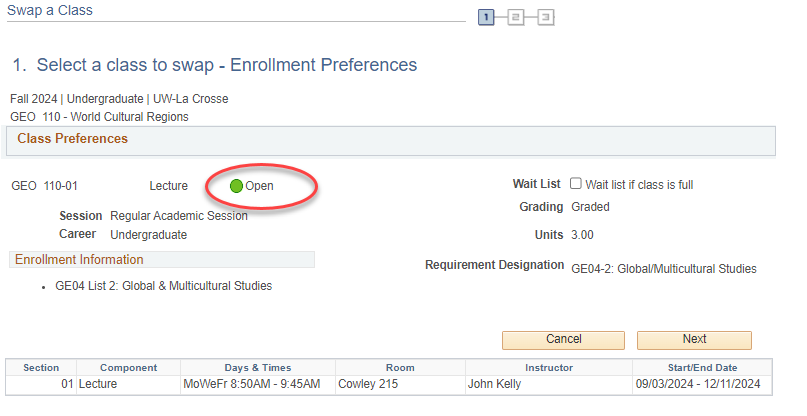 Swap a Class
1 2 3
1. Select a class to swap - Enrollment Preferences
Fall 2024 | Undergraduate | UW-La Crosse
GEO 110 - World Cultural Regions
Class Preferences
GEO 110-01 Lecture Open
Wait List Wait list if class is full
Grading Graded
Session Regular Academic Session
Career Undergraduate
Units 3.00
Enrollment Information
Requirement Designation GE04-2: Global/Multicultural Studies
• GE04 List 2: Global & Multicultural Studies
Cancel Next
Section Component Days & Times Room Instructor Start/End Date
01 Lecture MoWeFr 8:50AM - 9:45AM Cowley 215 John Kelly 09/03/2024 - 12/11/2024